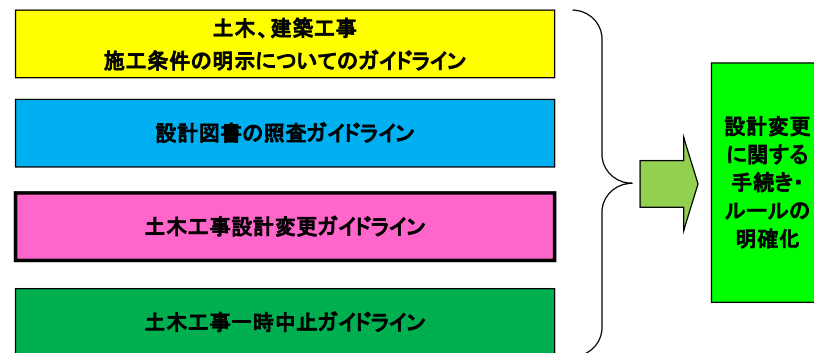 土木、建築工事
施工条件の明示についてのガイドライン
設計図書の照査ガイドライン
土木工事設計変更ガイドライン
土木工事一時中止ガイドライン
設計変更
に関する
手続き・
ルールの
明確化